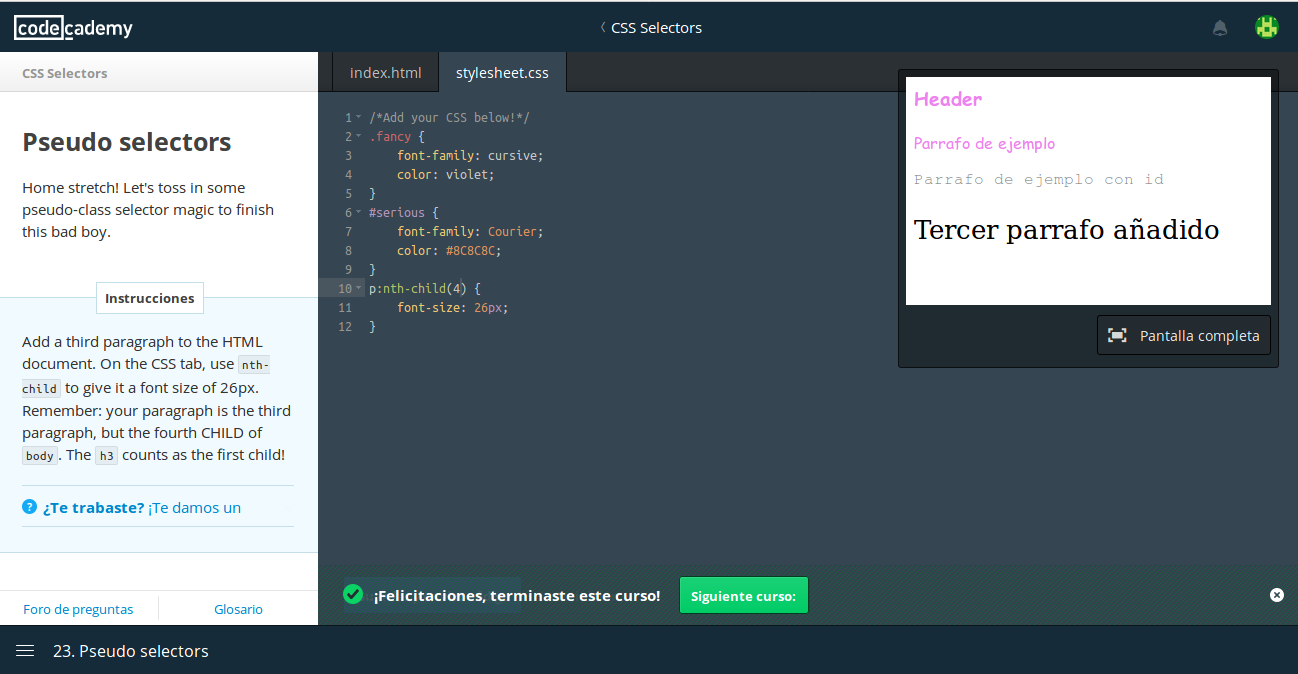 codecademy
CSS Selectors
CSS Selectors
Pseudo selectors
Home stretch! Let's toss in some
pseudo-class selector magic to finish
this bad boy.
Instrucciones
Add a third paragraph to the HTML
document. On the CSS tab, use nth-
child to give it a font size of 26px.
Remember: your paragraph is the third
paragraph, but the fourth CHILD of
body. The h3 counts as the first child!
? ¿Te trabaste? ¡Te damos un
Foro de preguntas
Glosario
index.html
stylesheet.css
1 /*Add your CSS below!*/
2 .fancy {
3 font-family: cursive;
4 color: violet;
5 }
6 #serious {
7 font-family: Courier;
8 color: #8C8C8C;
9 }
10 p:nth-child(4) {
11 font-size: 26px;
12 }
Header
Parrafo de ejemplo
Parrafo de ejemplo con id
Tercer parrafo añadido
Pantalla completa
¡Felicitaciones, terminaste este curso!
Siguiente curso:
23. Pseudo selectors